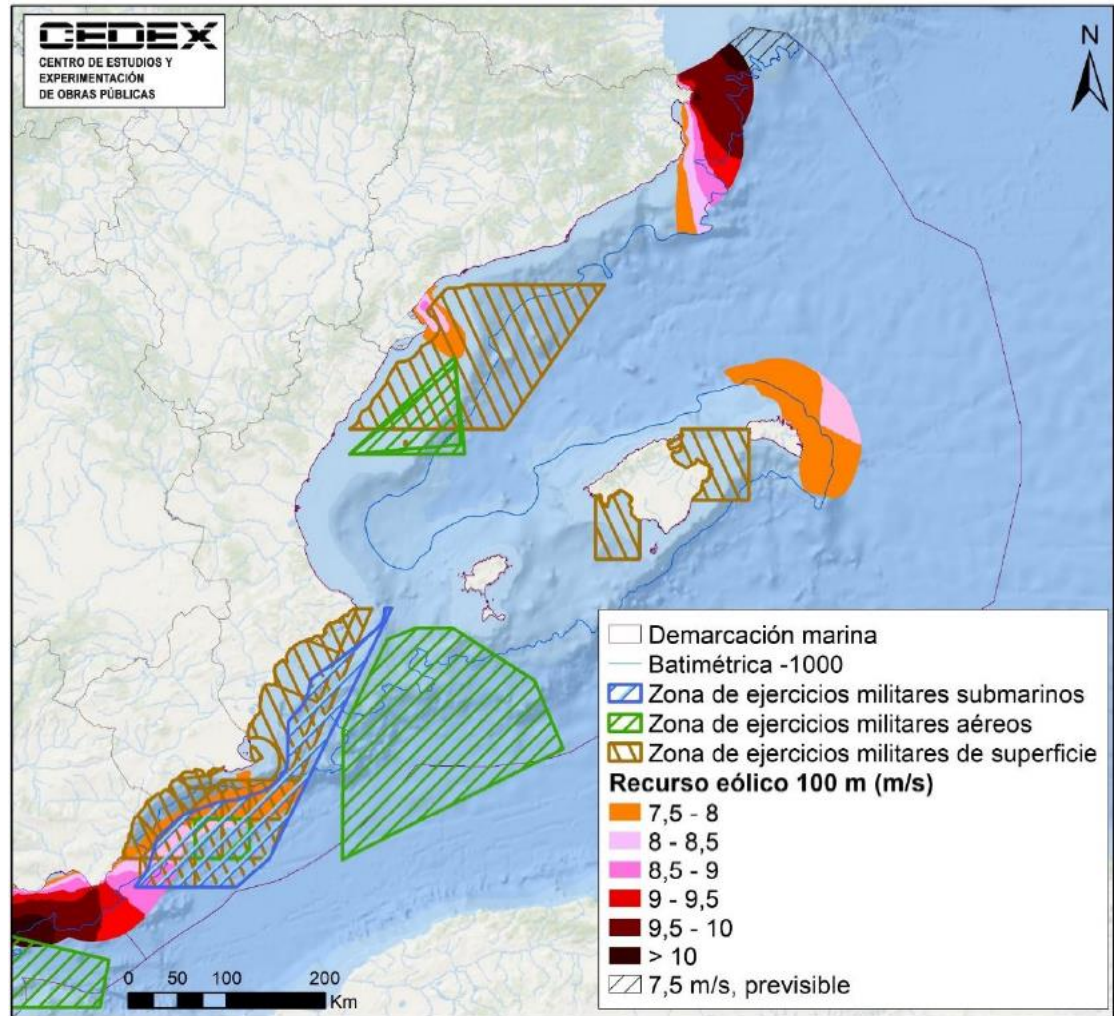 CEDEX
CENTRO DE ESTUDIOS Y
EXPERIMENTACIÓN
DE OBRAS PÚBLICAS
N
Demarcación marina
Batimétrica -1000
Zona de ejercicios militares submarinos
Zona de ejercicios militares aéreos
Zona de ejercicios militares de superficie
Recurso eólico 100 m (m/s)
7,5 - 8
8 - 8,5
8,5 - 9
9 - 9,5
9,5 - 10
> 10
7,5 m/s, previsible
0 50 100 200
Km